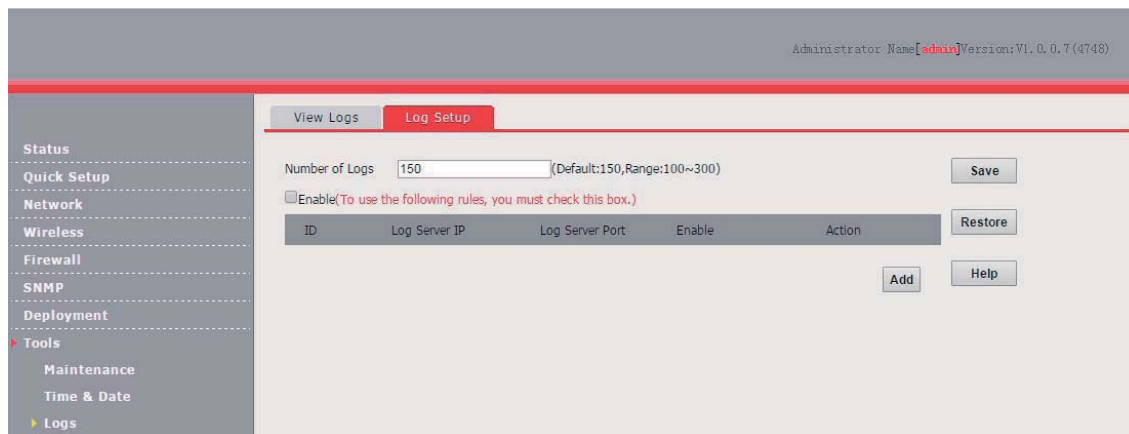 Administrator Name[admin]Version:V1.0.0.7(4748)
View Logs
Log Setup
Status
Quick Setup
Network
Wireless
Firewall
SNMP
Deployment
Tools
Maintenance
Time & Date
Logs
Number of Logs 150 (Default:150,Range:100~300)
Save
Enable(To use the following rules, you must check this box.)
ID Log Server IP Log Server Port Enable Action
Restore
Add
Help